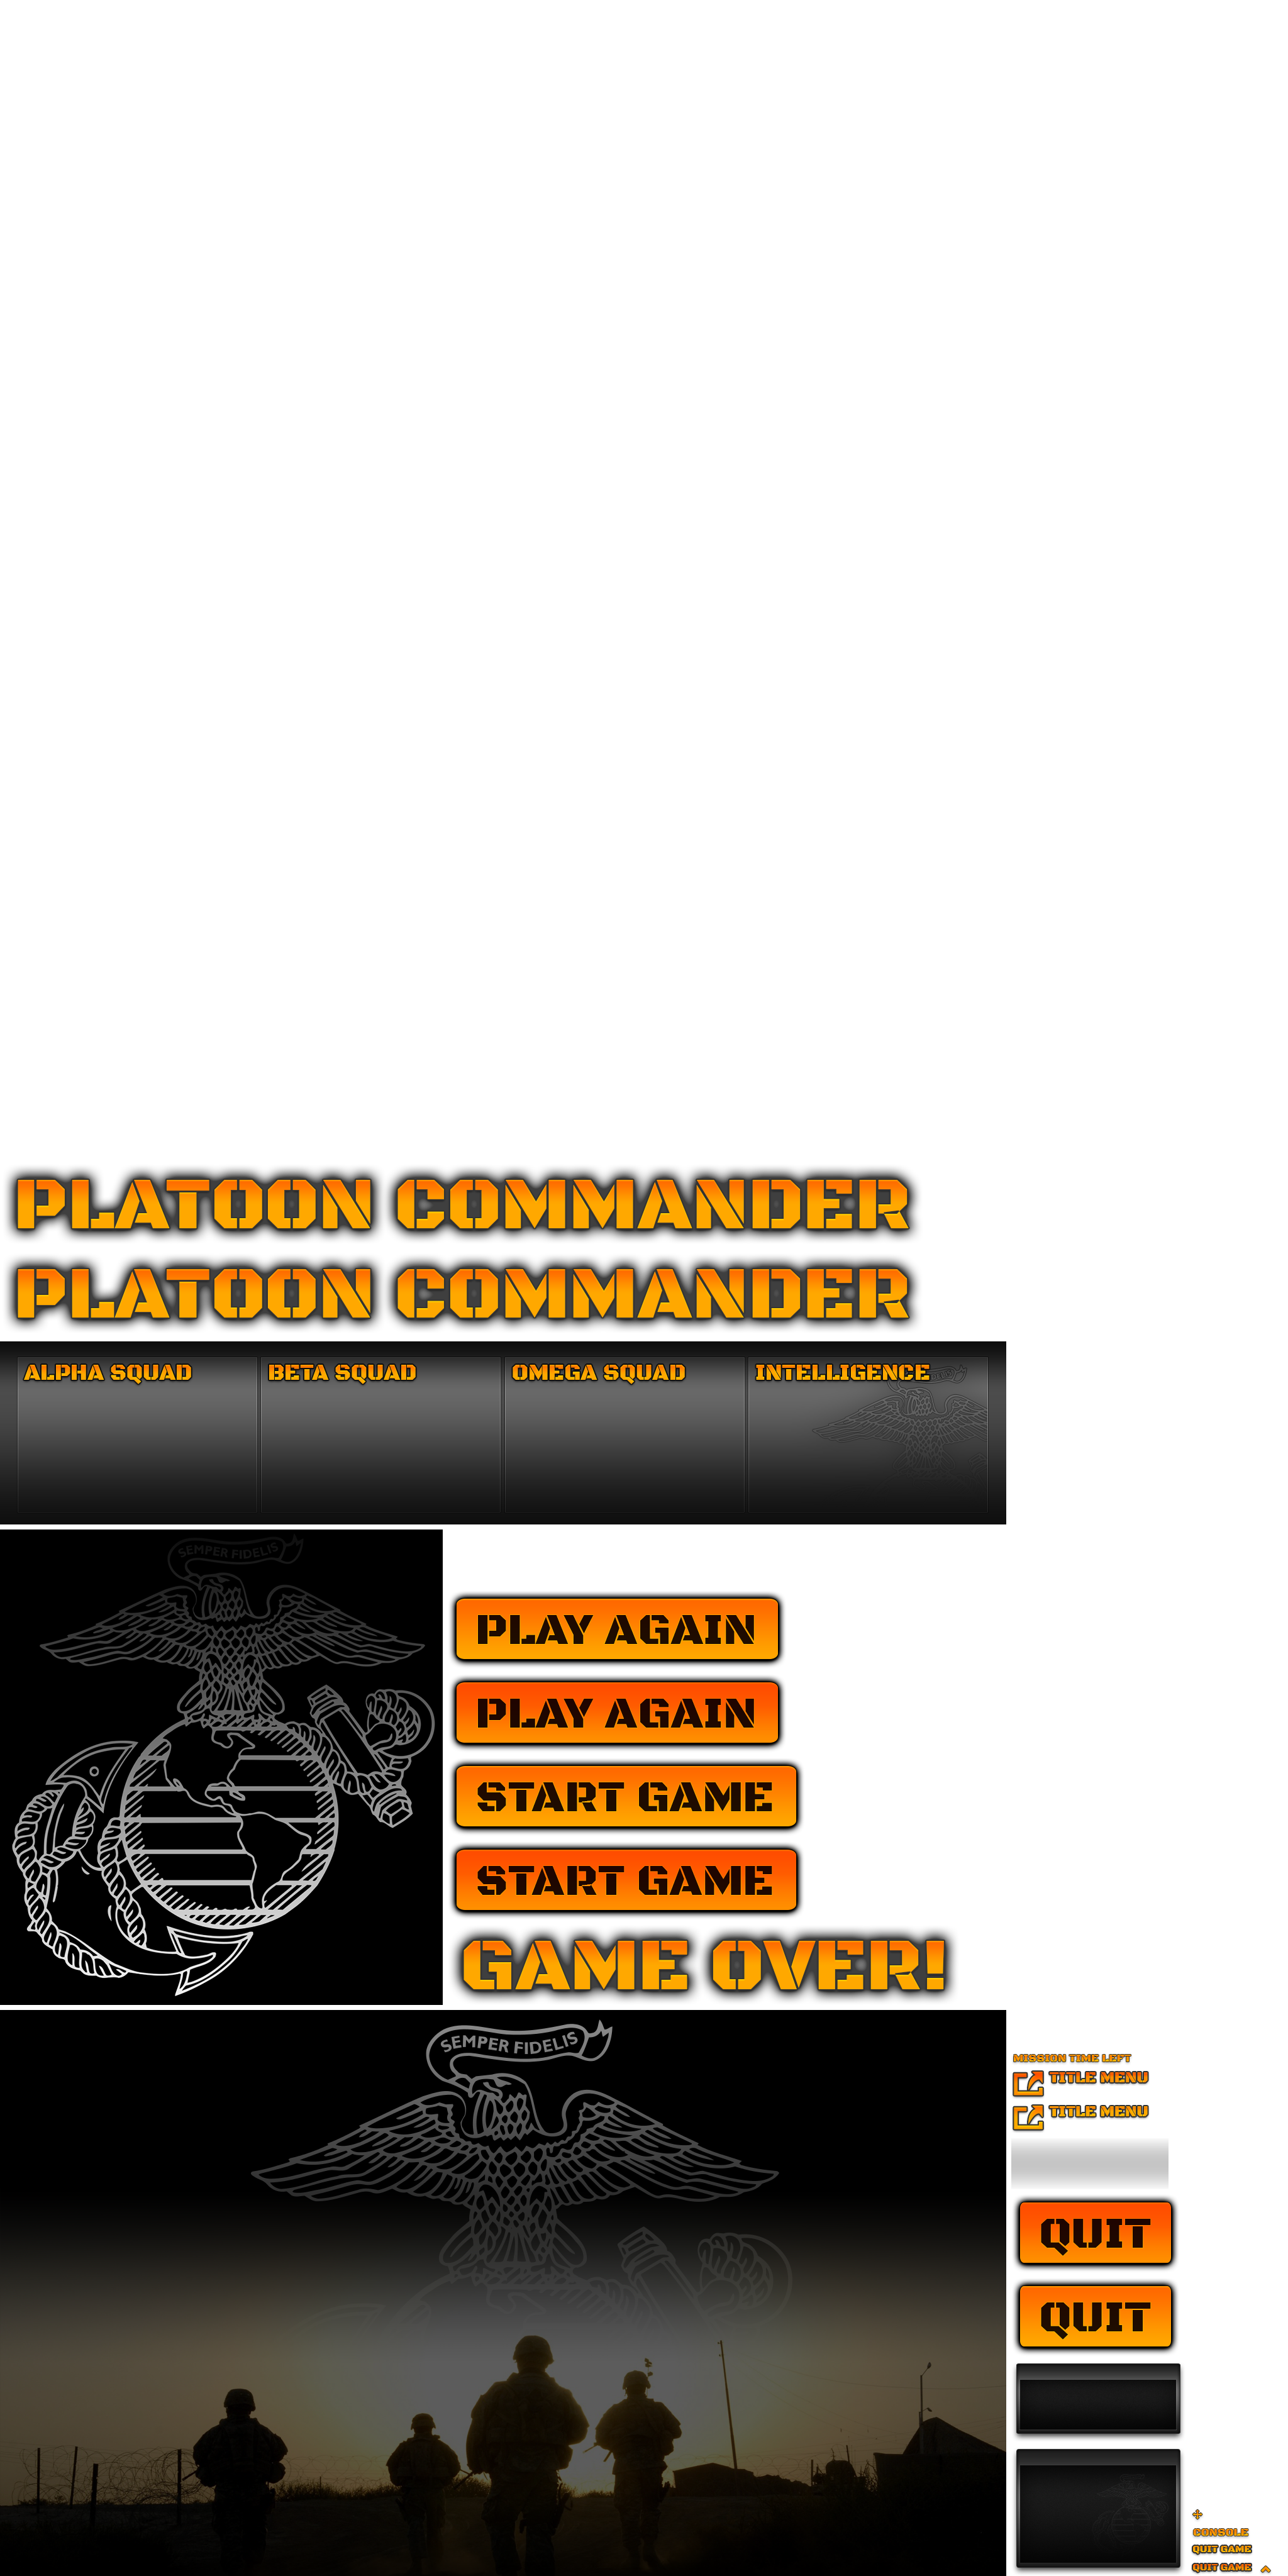 PLATOON COMMANDER
PLATOON COMMANDER
ALPHA SQUAD
BETA SQUAD
OMEGA SQUAD
INTELLIGENCE
SEMPER FIDELIS
PLAY AGAIN
PLAY AGAIN
START GAME
START GAME
GAME OVER!
SEMPER FIDELIS
MISSION TIME LEFT
TITLE MENU
TITLE MENU
QUIT
QUIT
+
CONSOLE
QUIT GAME
QUIT GAME